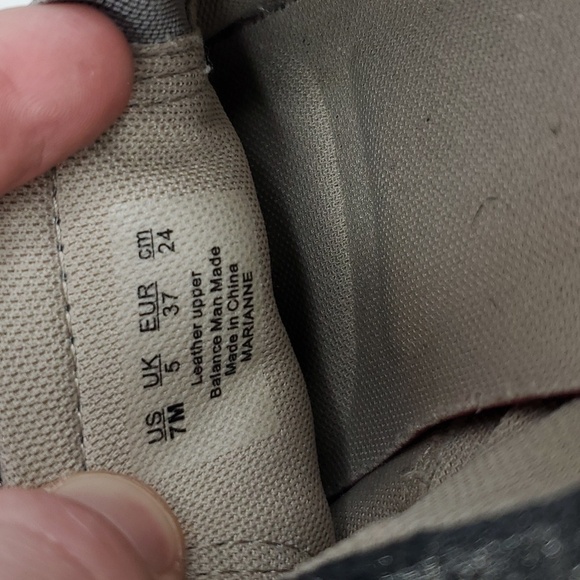 US UK EUR cm
7M 5 37 24
Leather upper
Balance Man Made
Made in China
MARIANNE